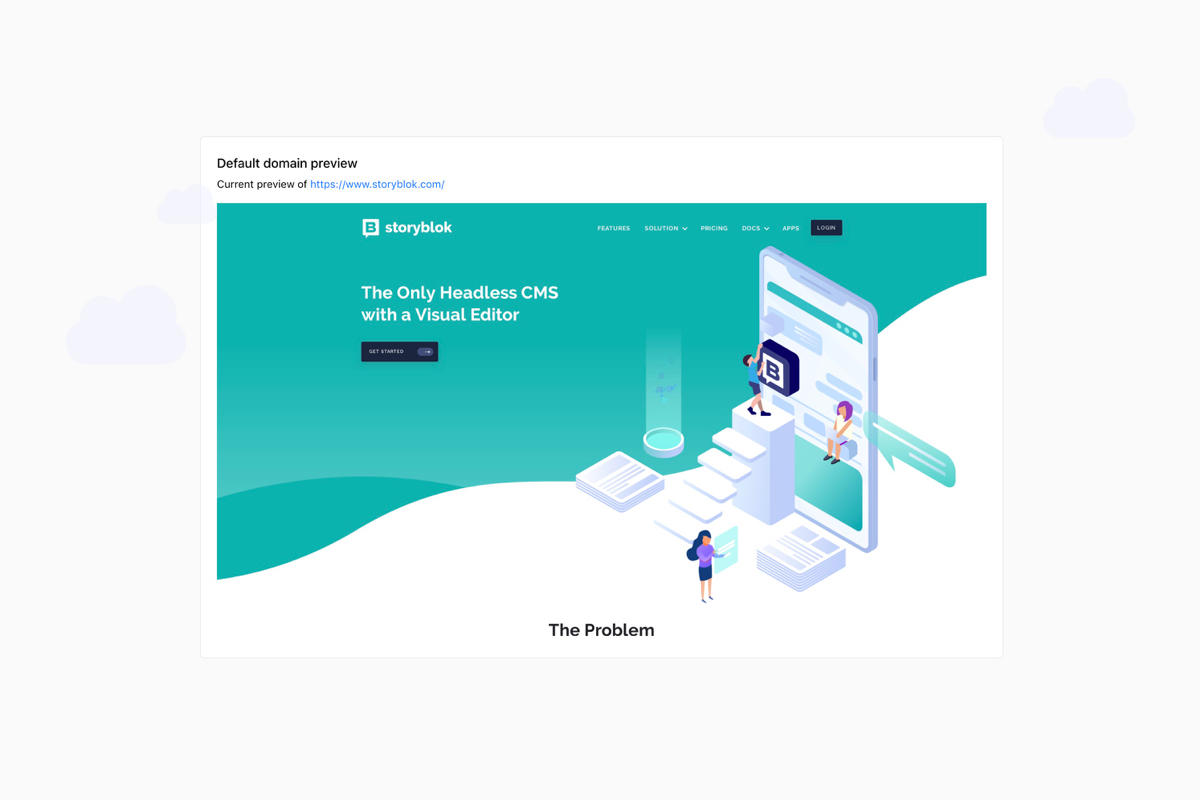 Default domain preview
Current preview of https://www.storyblok.com/
storyblok
FEATURES SOLUTION PRICING DOCS APPS LOGIN
The Only Headless CMS
with a Visual Editor
GET STARTED
B
The Problem